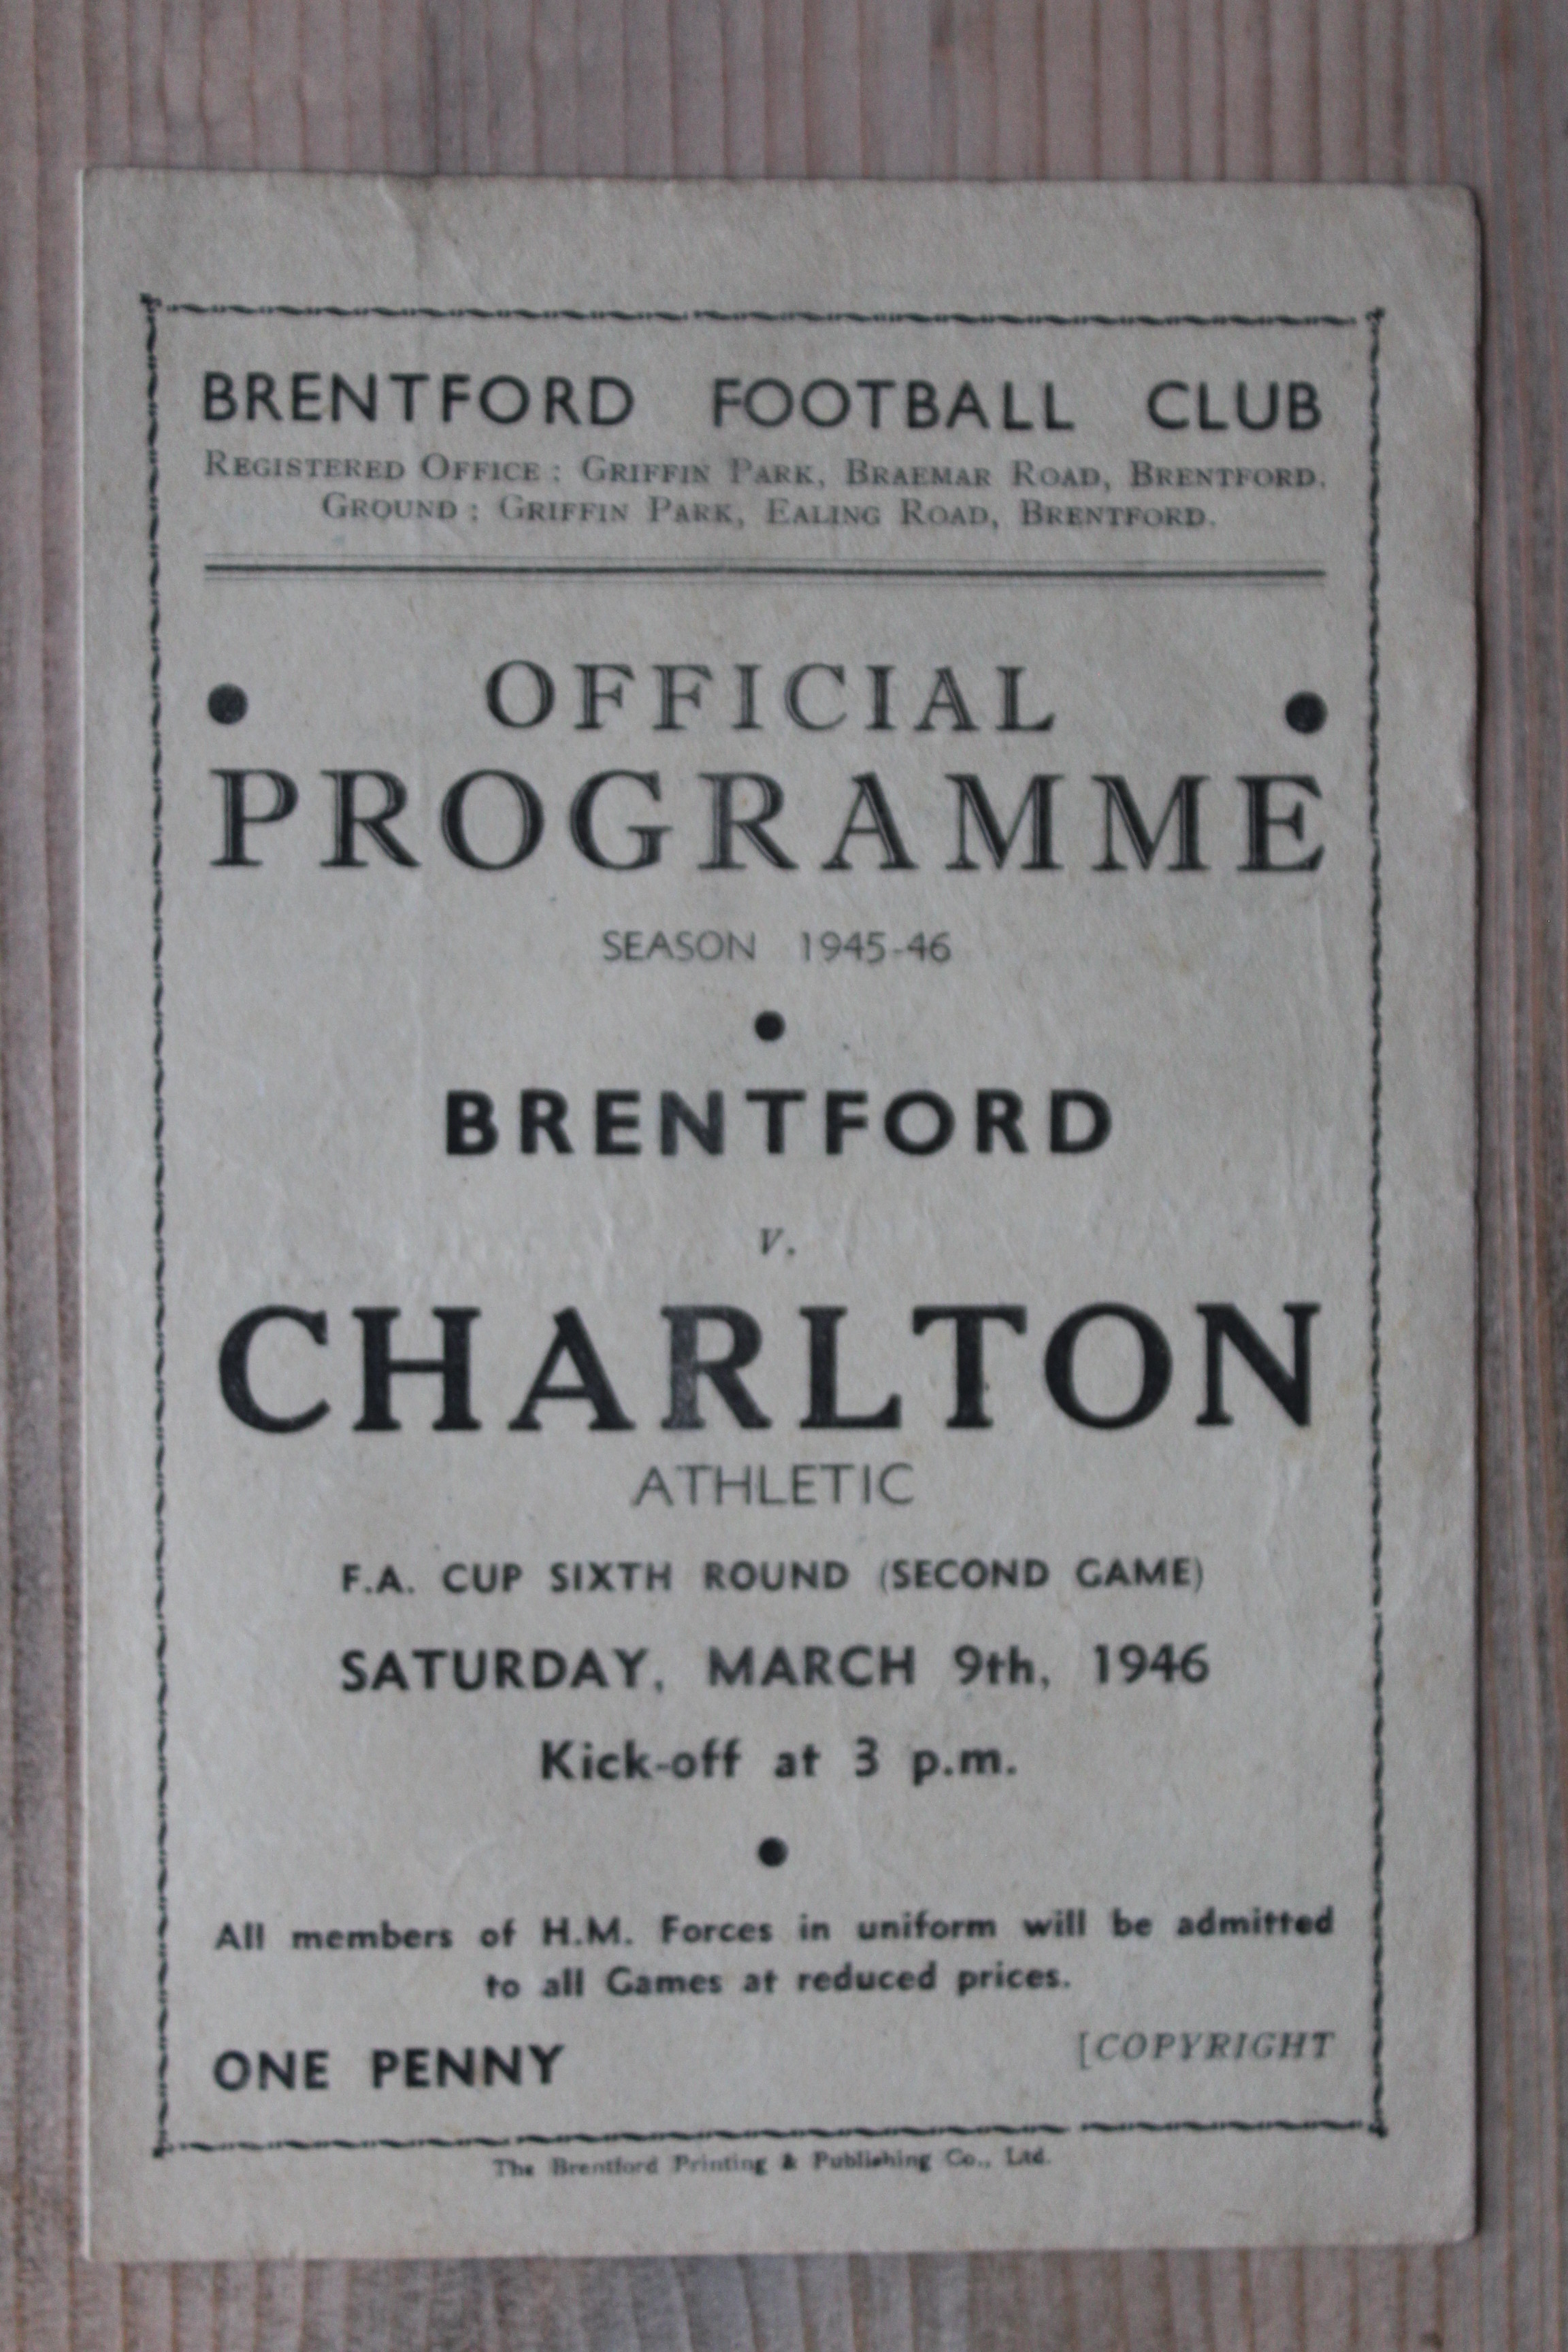 BRENTFORD FOOTBALL CLUB
REGISTERED OFFICE : GRIFFIN PARK, BRAEMAR ROAD, BRENTFORD.
GROUND : GRIFFIN PARK, EALING ROAD, BRENTFORD.
• OFFICIAL •
PROGRAMME
SEASON 1945-46
•
BRENTFORD
v.
CHARLTON
ATHLETIC
F.A. CUP SIXTH ROUND (SECOND GAME)
SATURDAY, MARCH 9th, 1946
Kick-off at 3 p.m.
•
All members of H.M. Forces in uniform will be admitted
to all Games at reduced prices.
ONE PENNY [COPYRIGHT
The Brentford Printing & Publishing Co., Ltd.